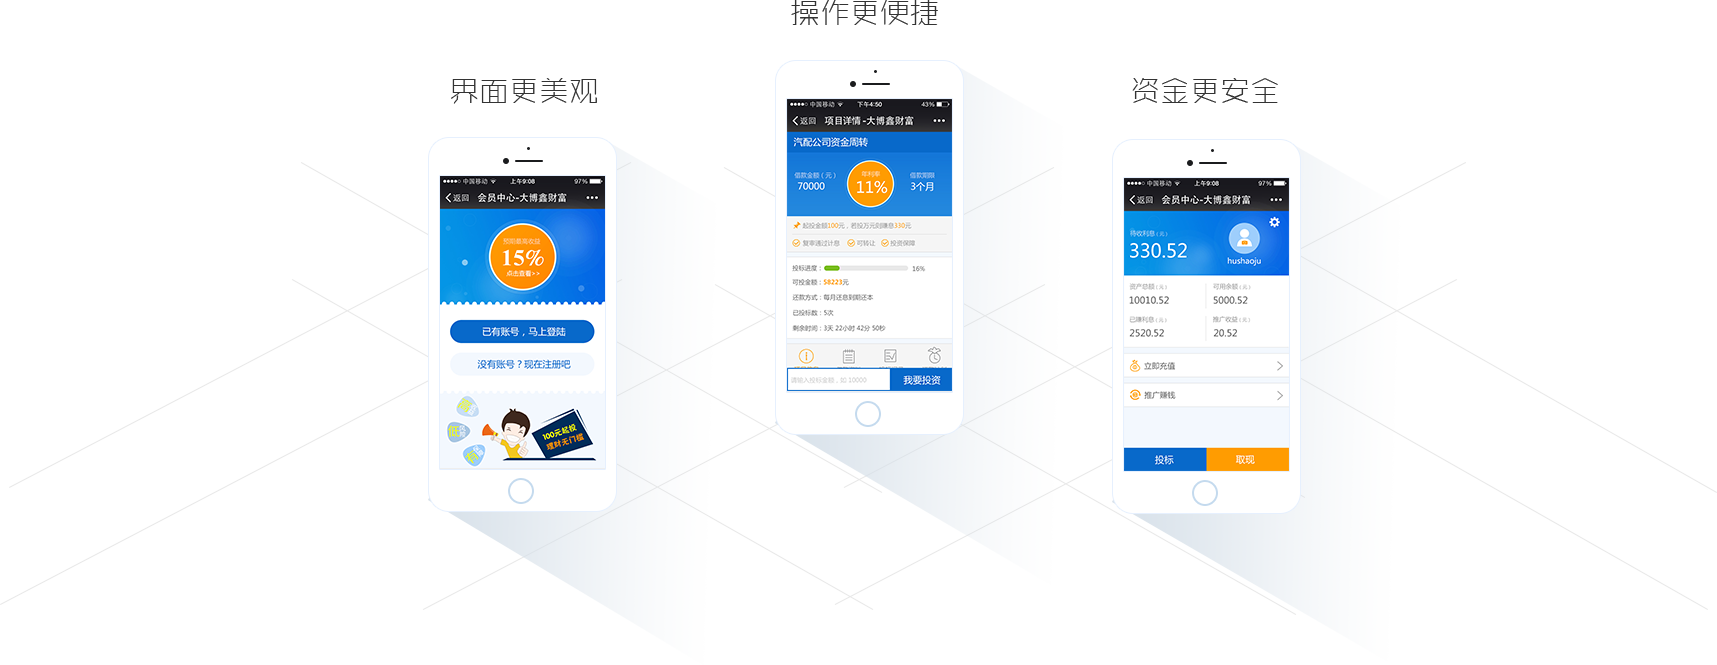 操作更便捷
界面更美观
资金更安全
中国移动 上午9:08 97%
返回 会员中心-大博鑫财富
预期最高收益
15%
点击查看>>
已有账号，马上登陆
没有账号？现在注册吧
100元起投
理财无门槛
中国移动 下午4:50 43%
返回 项目详情-大博鑫财富
汽配公司资金周转
借款金额（元） 年利率 借款期限
70000 11% 3个月
起投金额100元，若投万元则赚息330元
复审通过计息 可转让 投资保障
投标进度： 16%
可投金额：58223元
还款方式：每月还息到期还本
已投标数：5次
剩余时间：3天 22小时 42分 50秒
请输入投标金额，如 10000 我要投资
中国移动 上午9:08 97%
返回 会员中心-大博鑫财富
待收利息（元）
330.52
hushaoju
资产总额（元） 可用余额（元）
10010.52 5000.52
已赚利息（元） 推广收益（元）
2520.52 20.52
立即充值
推广赚钱
投标 取现